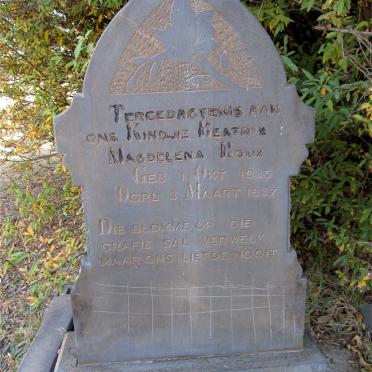 TERGEDAGTENIS AAN
ONS KINDJIE BEATRIX
MAGDELENA ROUX
GEB 1 OKT 1935
OORL 3 MAART 1937
DIE BLOMME OP DIE
GRAFIE SAL VERWELK
MAAR ONS LIEFDE NOOIT